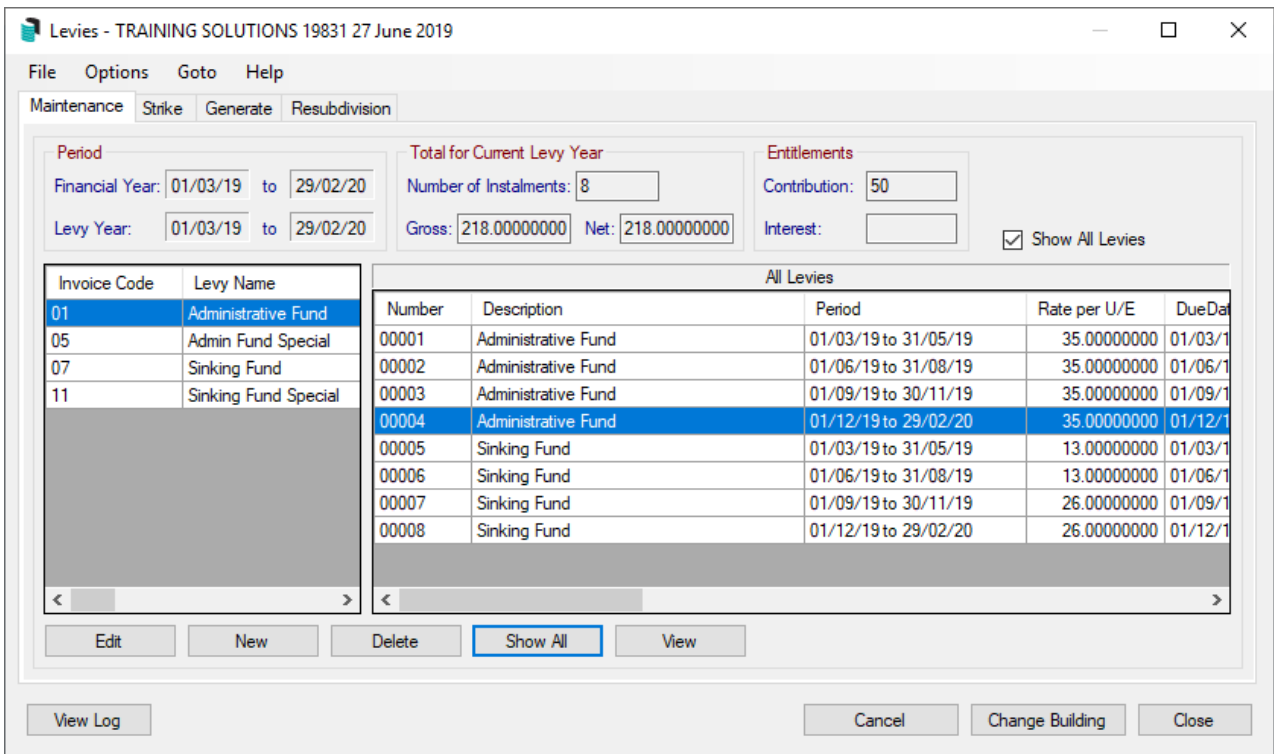 Levies - TRAINING SOLUTIONS 19831 27 June 2019
File Options Goto Help
Maintenance Strike Generate Resubdivision
Period
Financial Year: 01/03/19 to 29/02/20
Levy Year: 01/03/19 to 29/02/20
Total for Current Levy Year
Number of Instalments: 8
Gross: 218.00000000 Net: 218.00000000
Entitlements
Contribution: 50
Interest:
Show All Levies
Invoice Code Levy Name
01 Administrative Fund
05 Admin Fund Special
07 Sinking Fund
11 Sinking Fund Special
All Levies
Number Description Period Rate per U/E DueDat
00001 Administrative Fund 01/03/19 to 31/05/19 35.00000000 01/03/1
00002 Administrative Fund 01/06/19 to 31/08/19 35.00000000 01/06/1
00003 Administrative Fund 01/09/19 to 30/11/19 35.00000000 01/09/1
00004 Administrative Fund 01/12/19 to 29/02/20 35.00000000 01/12/1
00005 Sinking Fund 01/03/19 to 31/05/19 13.00000000 01/03/1
00006 Sinking Fund 01/06/19 to 31/08/19 13.00000000 01/06/1
00007 Sinking Fund 01/09/19 to 30/11/19 26.00000000 01/09/1
00008 Sinking Fund 01/12/19 to 29/02/20 26.00000000 01/12/1
Edit New Delete Show All View
View Log Cancel Change Building Close